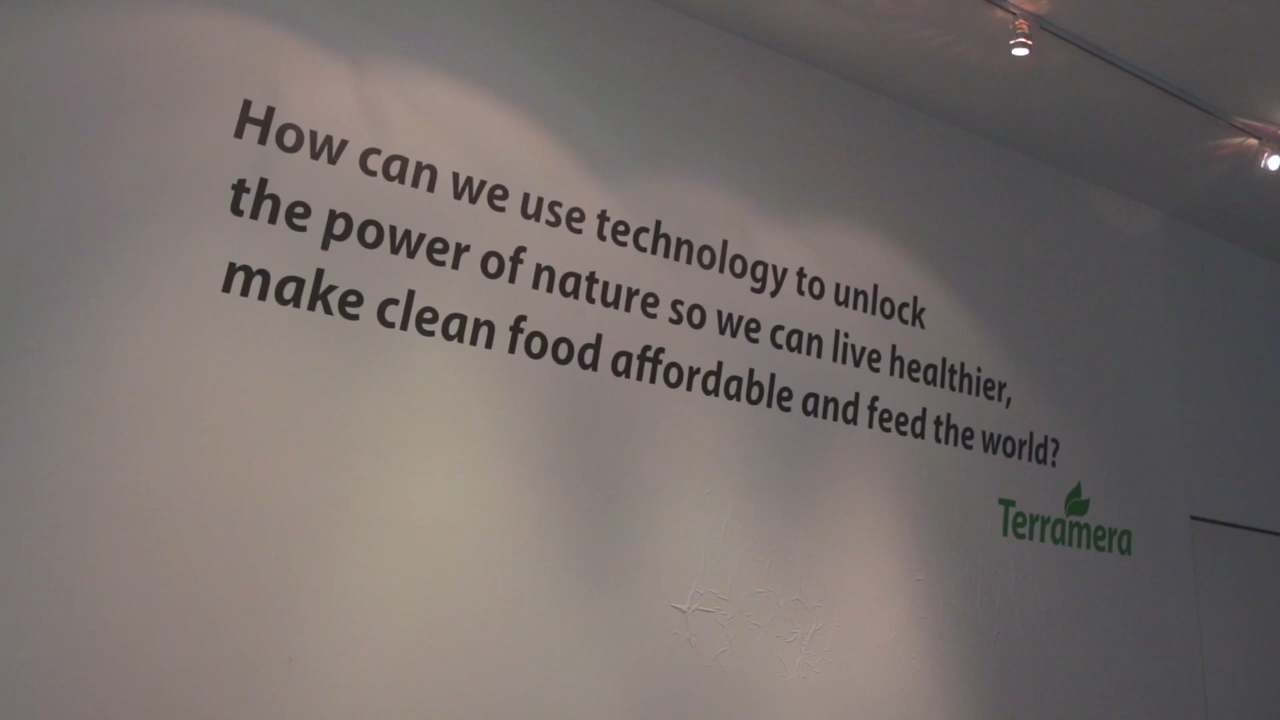 How can we use technology to unlock
the power of nature so we can live healthier,
make clean food affordable and feed the world?
Terramera